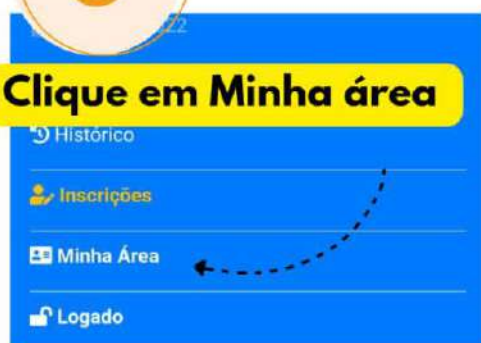 Clique em Minha área
Histórico
Inscrições
Minha Área
Logado